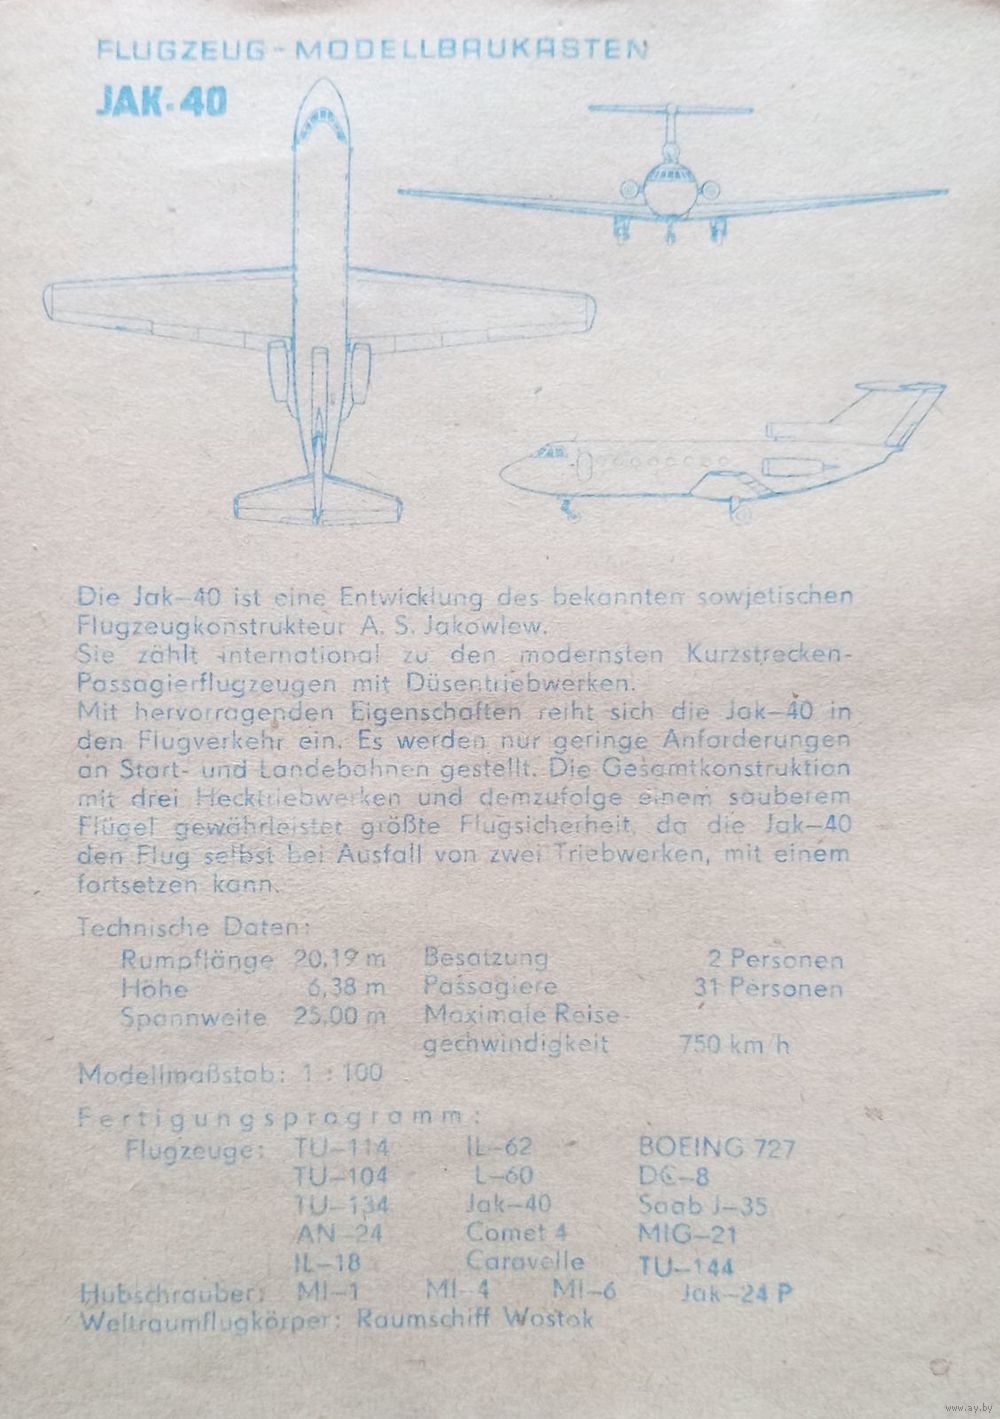 FLUGZEUG-MODELLBAUKASTEN
JAK-40
Die Jak–40 ist eine Entwicklung des bekannten sowjetischen
Flugzeugkonstrukteur A. S. Jakowlew.
Sie zählt international zu den modernsten Kurzstrecken-
Passagierflugzeugen mit Düsentriebwerken.
Mit hervorragenden Eigenschaften reiht sich die Jak–40 in
den Flugverkehr ein. Es werden nur geringe Anforderungen
an Start- und Landebahnen gestellt. Die Gesamtkonstruktion
mit drei Hecktriebwerken und demzufolge einem sauberem
Flügel gewährleistet größte Flugsicherheit, da die Jak–40
den Flug selbst bei Ausfall von zwei Triebwerken, mit einem
fortsetzen kann.
Technische Daten:
Rumpflänge 20,19 m Besatzung 2 Personen
Höhe 6,38 m Passagiere 31 Personen
Spannweite 25,00 m Maximale Reise-
gechwindigkeit 750 km/h
Modellmaßstab: 1 : 100
Fertigungsprogramm:
Flugzeuge: TU–114 IL–62 BOEING 727
TU–104 L–60 DC–8
TU–134 Jak–40 Saab J–35
AN–24 Comet 4 MIG–21
IL–18 Caravelle TU–144
Hubschrauber: MI–1 MI–4 MI–6 Jak–24 P
Weltraumflugkörper: Raumschiff Wostok
www.ay.by